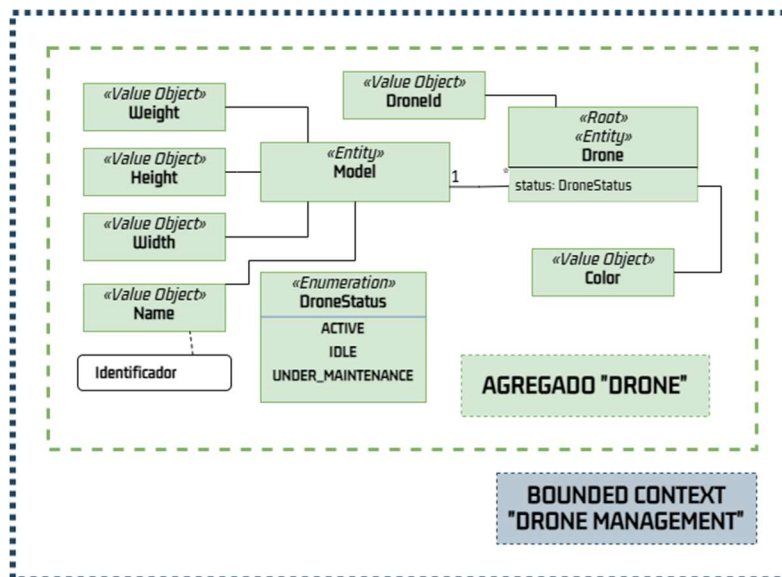 «Value Object»
Weight
«Value Object»
DroneId
«Root»
«Entity»
Drone
status: DroneStatus
«Value Object»
Height
«Entity»
Model
1
*
«Value Object»
Width
«Value Object»
Color
«Value Object»
Name
Identificador
«Enumeration»
DroneStatus
ACTIVE
IDLE
UNDER_MAINTENANCE
AGREGADO "DRONE"
BOUNDED CONTEXT
"DRONE MANAGEMENT"